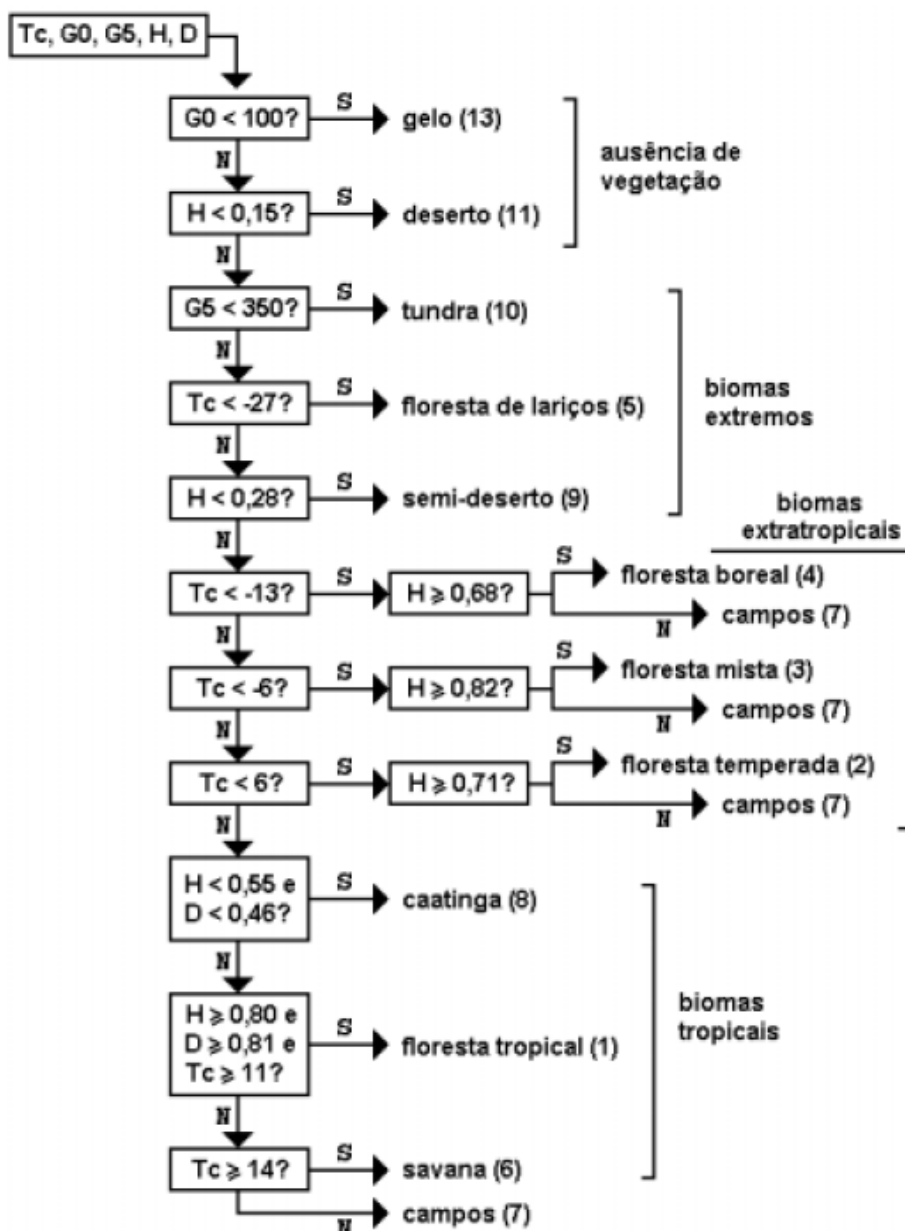 Tc, G0, G5, H, D
G0 < 100?
S
gelo (13)
N
ausência de
vegetação
H < 0,15?
S
deserto (11)
N
G5 < 350?
S
tundra (10)
N
Tc < -27?
S
floresta de lariços (5)
biomas
extremos
N
H < 0,28?
S
semi-deserto (9)
biomas
extratropicais
N
Tc < -13?
S
H ⩾ 0,68?
S
floresta boreal (4)
N
campos (7)
N
Tc < -6?
S
H ⩾ 0,82?
S
floresta mista (3)
N
campos (7)
N
Tc < 6?
S
H ⩾ 0,71?
S
floresta temperada (2)
N
campos (7)
N
H < 0,55 e
D < 0,46?
S
caatinga (8)
N
H ⩾ 0,80 e
D ⩾ 0,81 e
Tc ⩾ 11?
S
floresta tropical (1)
biomas
tropicais
N
Tc ⩾ 14?
S
savana (6)
N
campos (7)